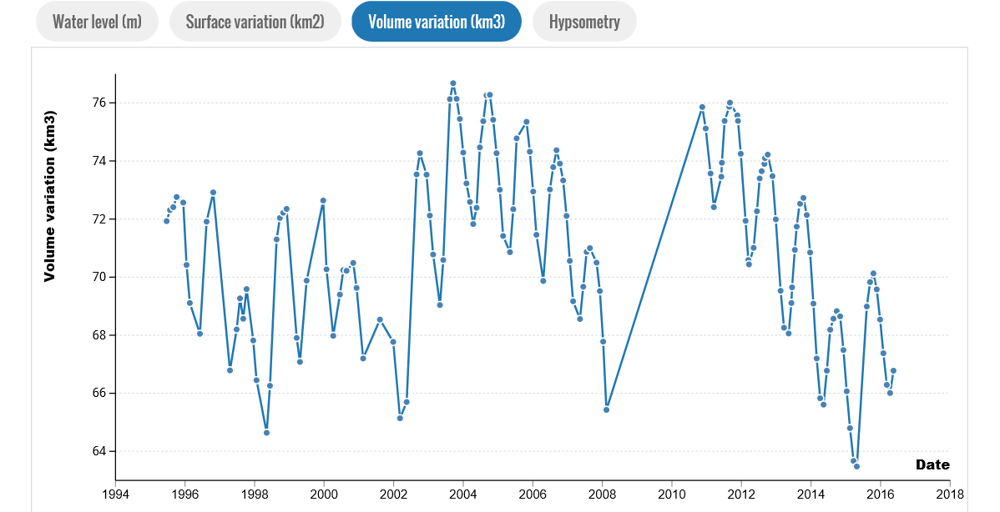 Water level (m) Surface variation (km2) Volume variation (km3) Hypsometry
Volume variation (km3)
76
74
72
70
68
66
64
Date
1994 1996 1998 2000 2002 2004 2006 2008 2010 2012 2014 2016 2018